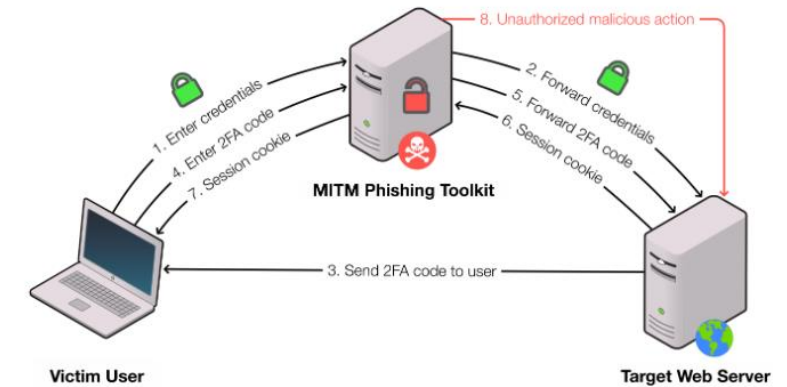 8. Unauthorized malicious action
1. Enter credentials
2. Forward credentials
4. Enter 2FA code
5. Forward 2FA code
7. Session cookie
6. Session cookie
MITM Phishing Toolkit
3. Send 2FA code to user
Victim User
Target Web Server